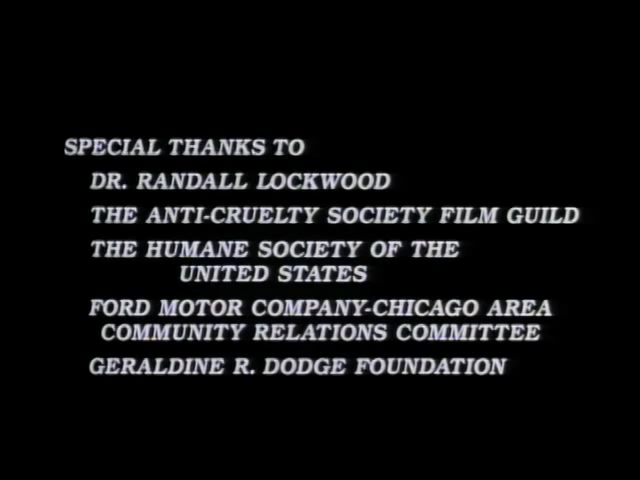 SPECIAL THANKS TO
DR. RANDALL LOCKWOOD
THE ANTI-CRUELTY SOCIETY FILM GUILD
THE HUMANE SOCIETY OF THE
UNITED STATES
FORD MOTOR COMPANY-CHICAGO AREA
COMMUNITY RELATIONS COMMITTEE
GERALDINE R. DODGE FOUNDATION